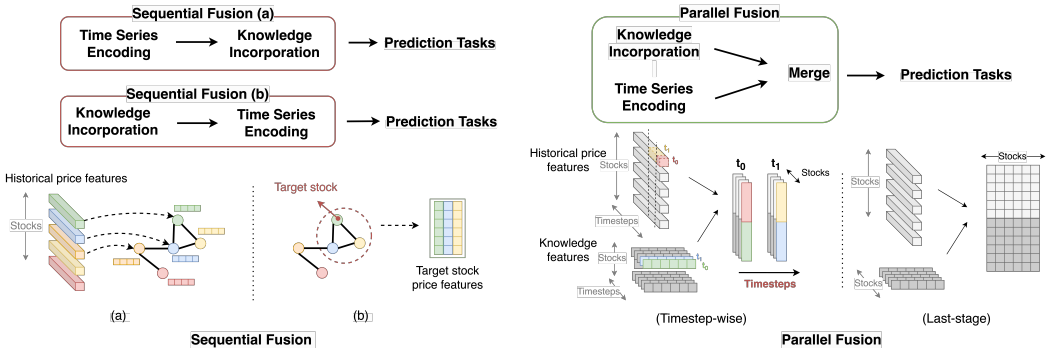 Sequential Fusion (a)
Time Series
Encoding
Knowledge
Incorporation
Prediction Tasks
Sequential Fusion (b)
Knowledge
Incorporation
Time Series
Encoding
Prediction Tasks
Historical price features
Stocks
Target stock
Target stock
price features
(a)
(b)
Sequential Fusion
Parallel Fusion
Knowledge
Incorporation
Time Series
Encoding
Merge
Prediction Tasks
Historical price
features
Stocks
t1
t0
Timesteps
Knowledge
features
Stocks
t1
t0
Timesteps
t0
t1
Stocks
Timesteps
(Timestep-wise)
Stocks
Stocks
Stocks
(Last-stage)
Parallel Fusion